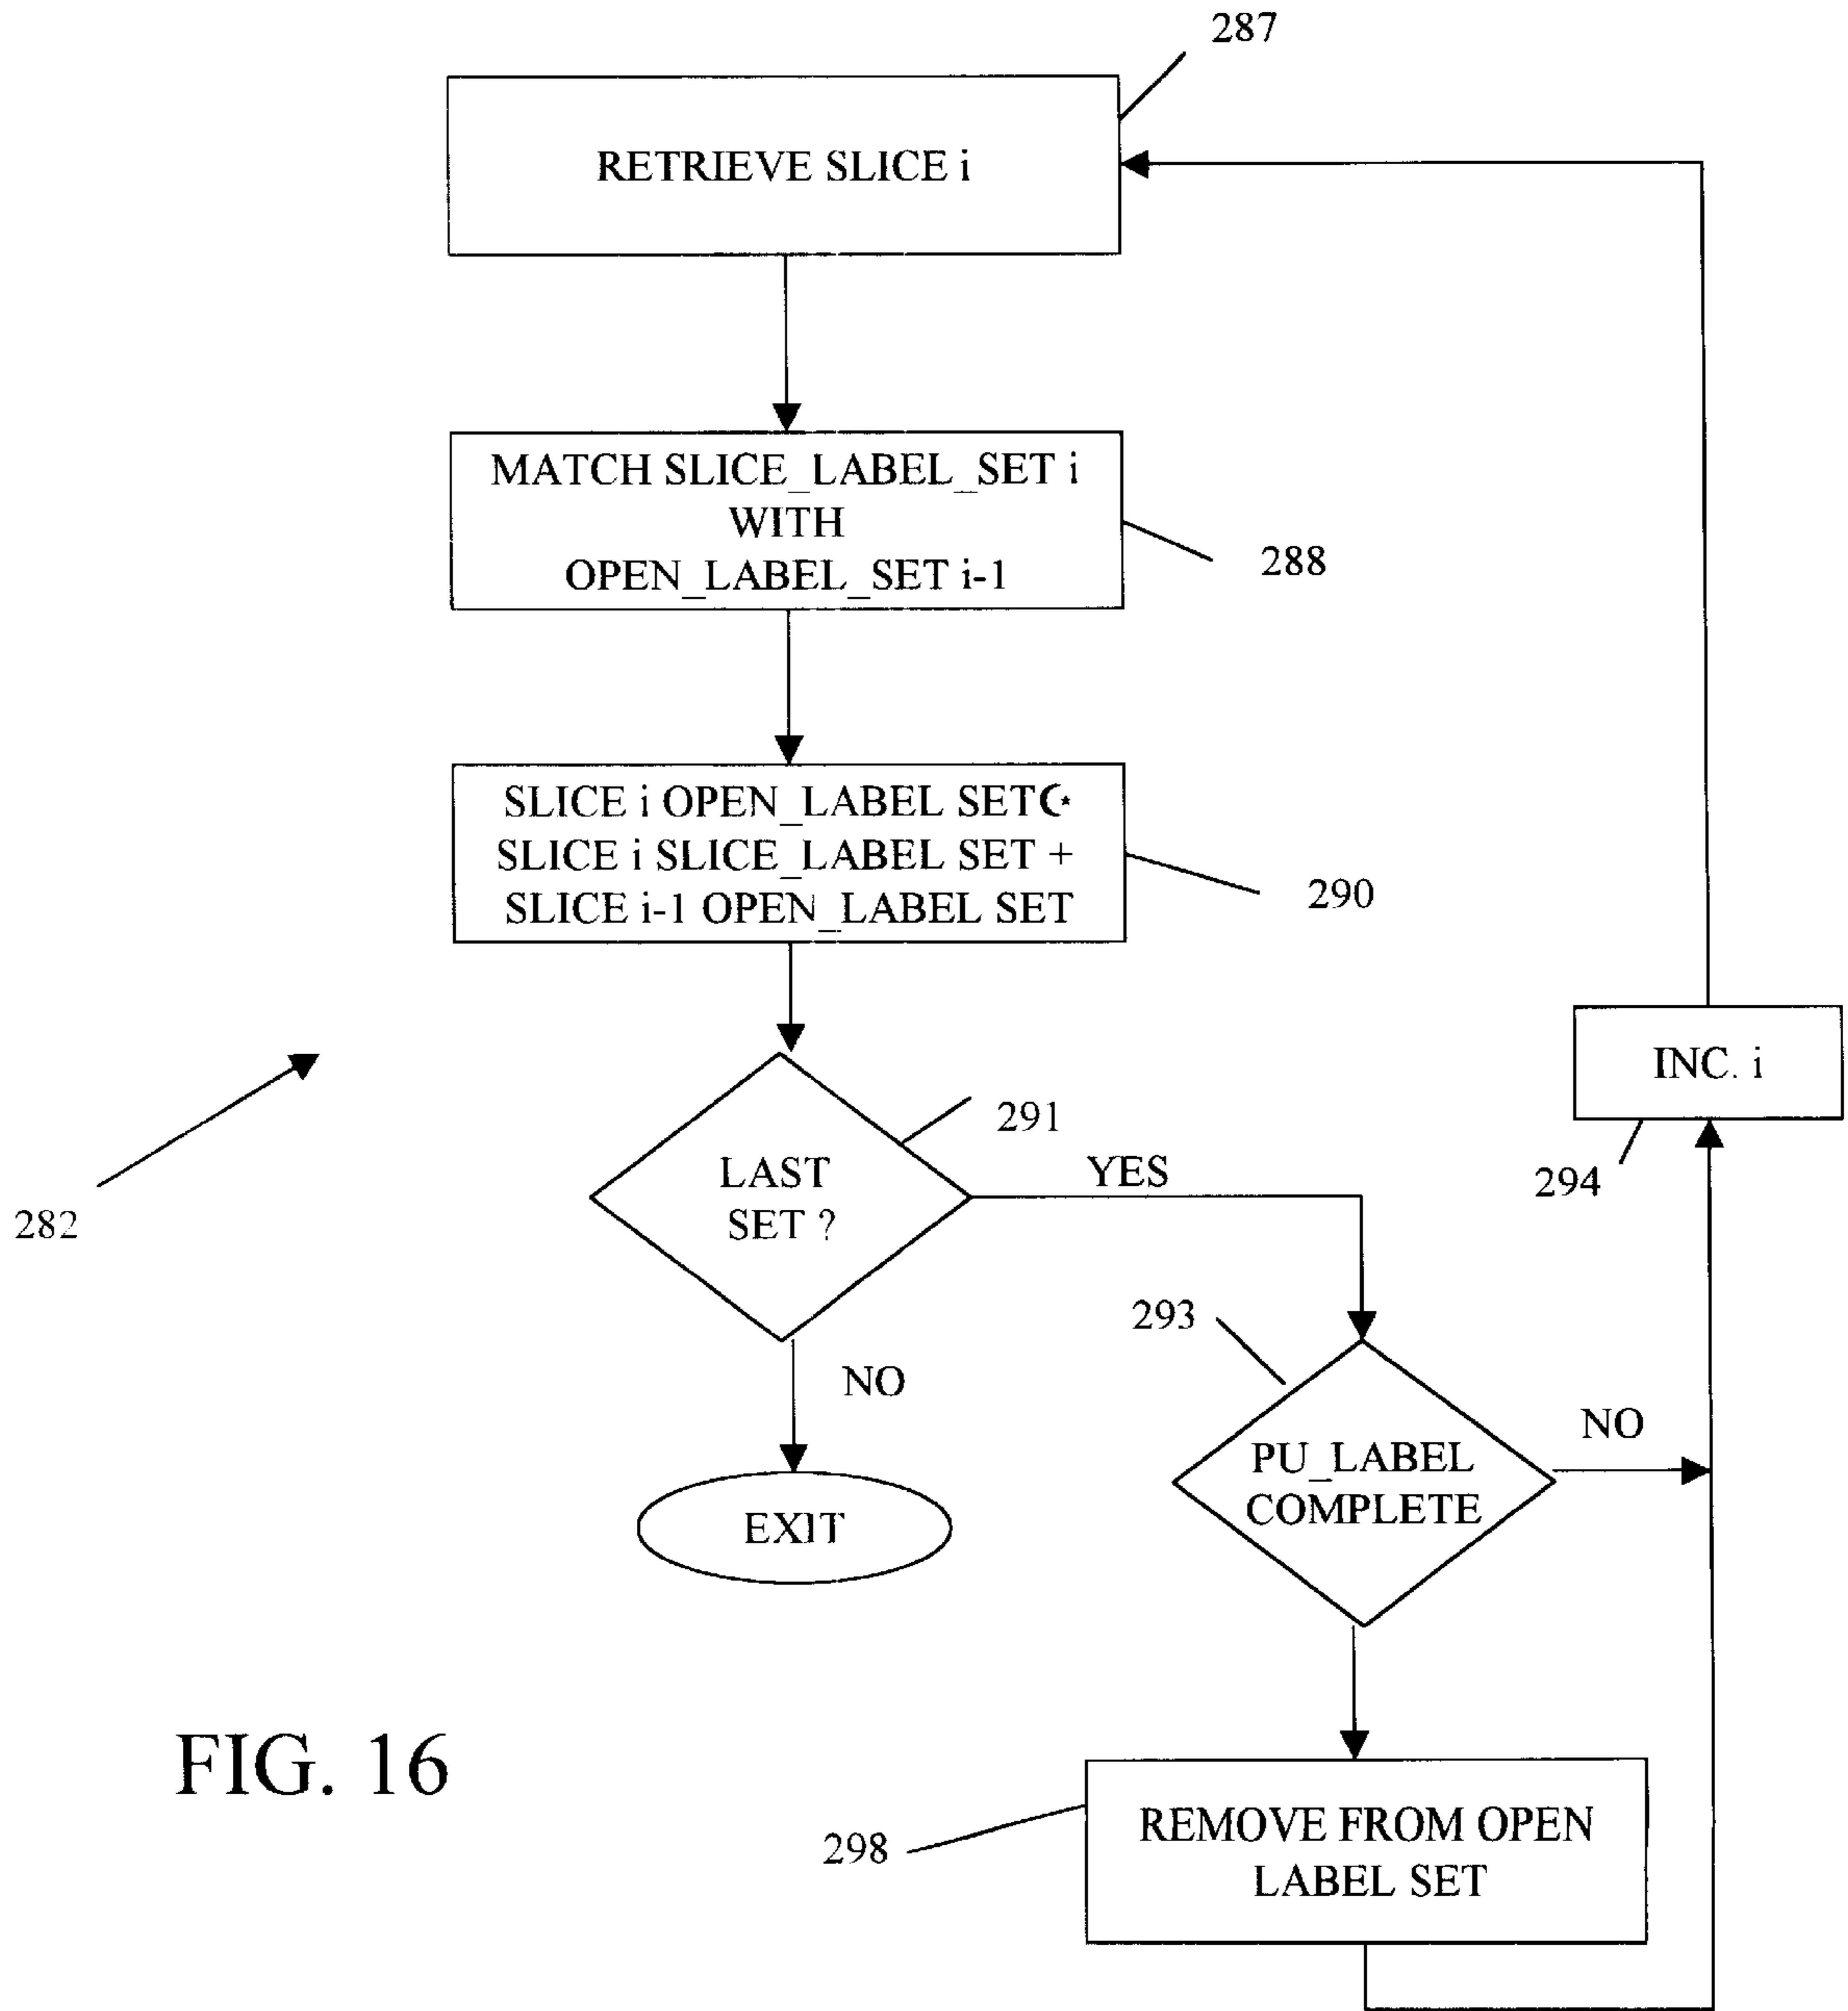 287
RETRIEVE SLICE i
MATCH SLICE_LABEL_SET i
WITH
OPEN_LABEL_SET i-1
288
SLICE i OPEN_LABEL SET☪
SLICE i SLICE_LABEL SET +
SLICE i-1 OPEN_LABEL SET
290
INC. i
294
291
LAST
SET ?
YES
282
293
NO
NO
PU_LABEL
COMPLETE
EXIT
FIG. 16
298
REMOVE FROM OPEN
LABEL SET